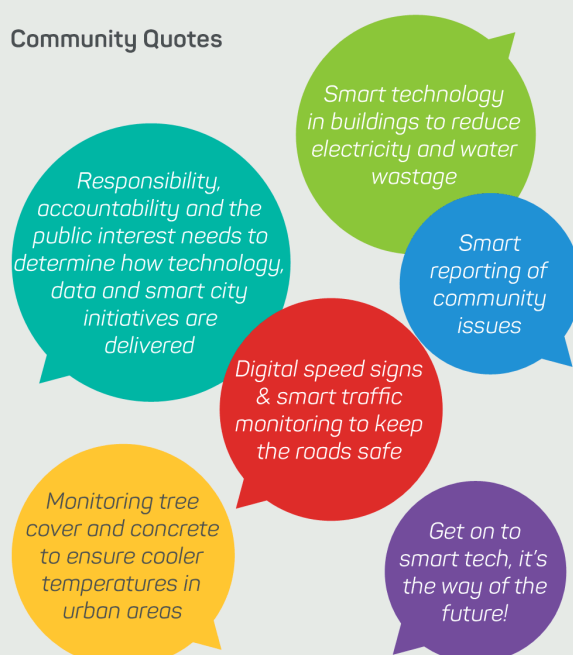 Community Quotes
Smart technology
in buildings to reduce
electricity and water
wastage
Responsibility,
accountability and the
public interest needs to
determine how technology,
data and smart city
initiatives are
delivered
Smart
reporting of
community
issues
Digital speed signs
& smart traffic
monitoring to keep
the roads safe
Monitoring tree
cover and concrete
to ensure cooler
temperatures in
urban areas
Get on to
smart tech, it's
the way of the
future!